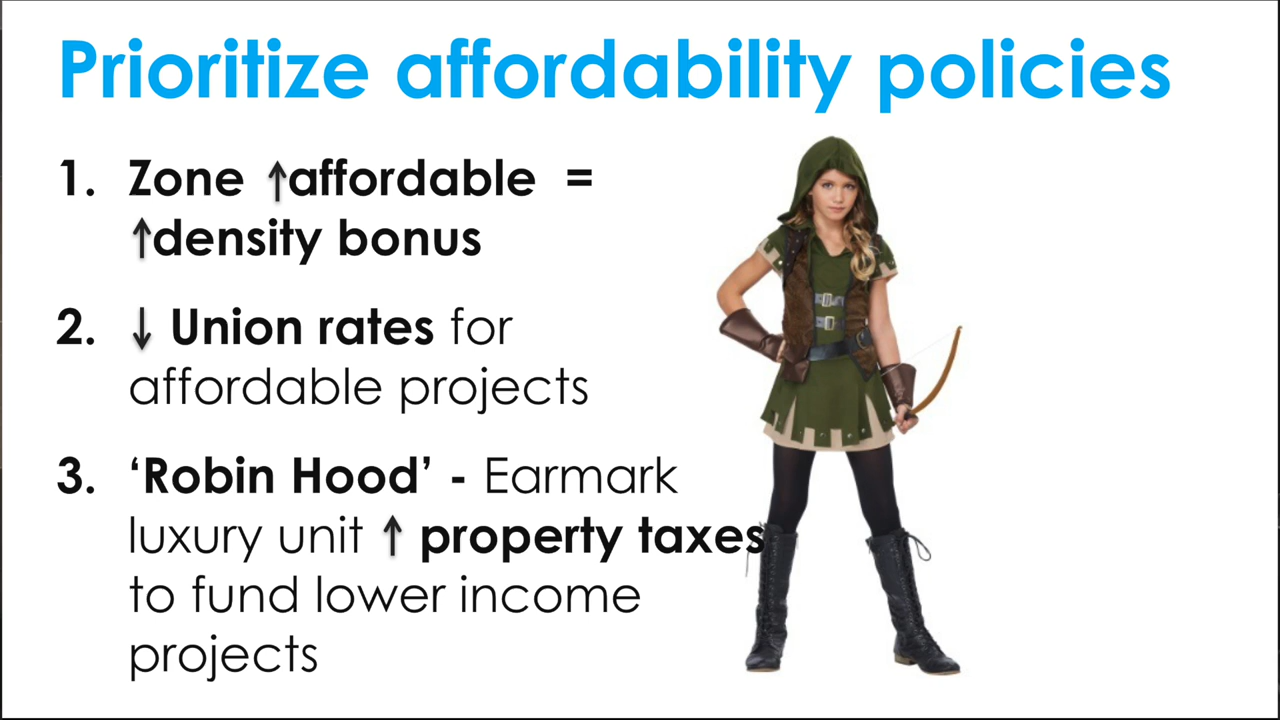 Prioritize affordability policies
1. Zone ↑affordable =
↑density bonus
2. ↓ Union rates for
affordable projects
3. ‘Robin Hood’ - Earmark
luxury unit ↑ property taxes
to fund lower income
projects